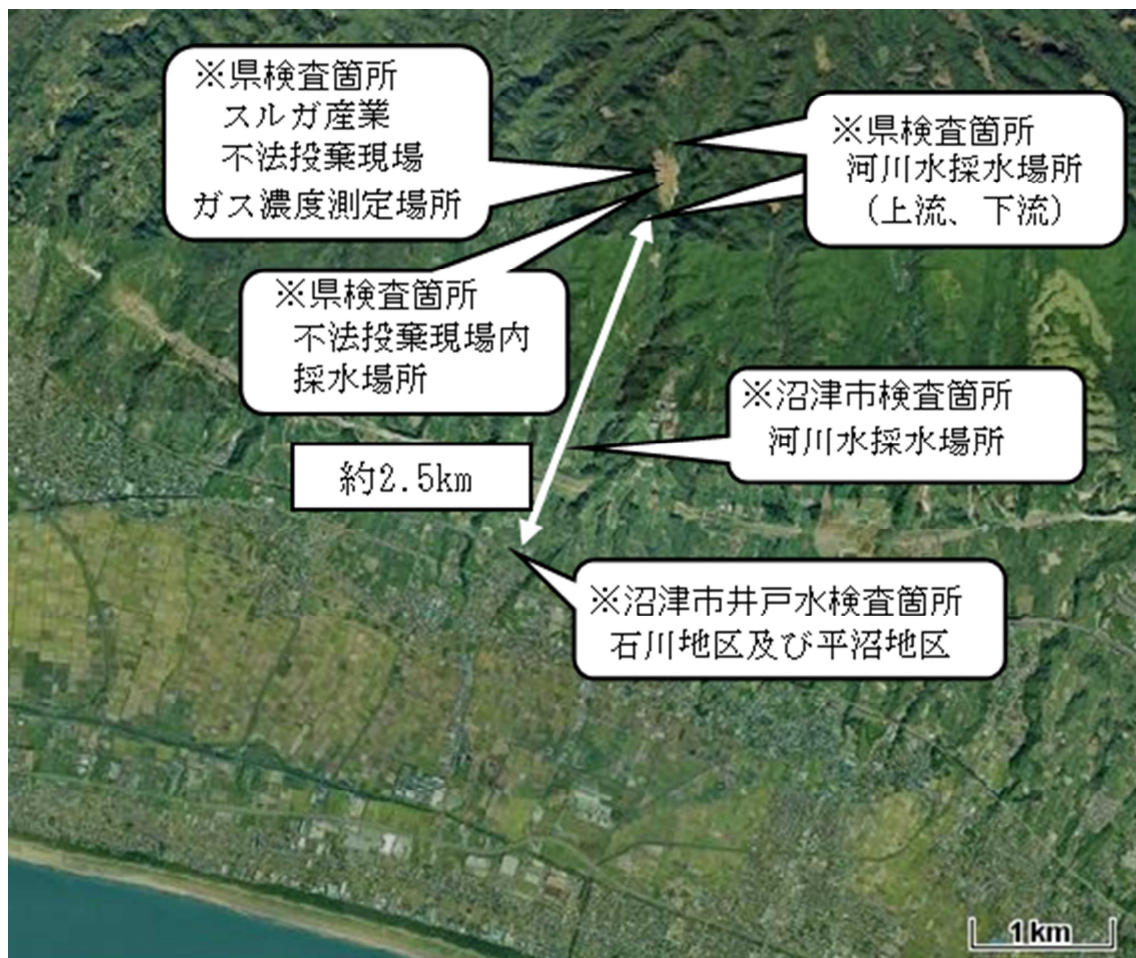 ※県検査箇所
スルガ産業
不法投棄現場
ガス濃度測定場所
※県検査箇所
河川水採水場所
(上流、下流)
※県検査箇所
不法投棄現場内
採水場所
※沼津市検査箇所
河川水採水場所
約2.5km
※沼津市井戸水検査箇所
石川地区及び平沼地区
1km